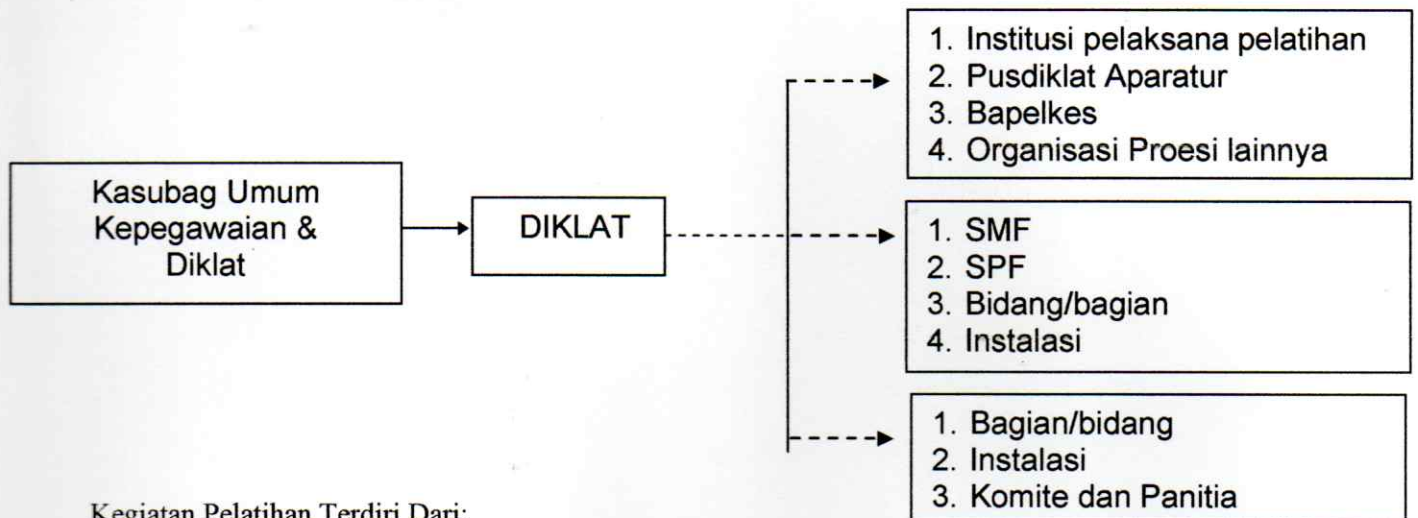 Kasubag Umum
Kepegawaian &
Diklat
DIKLAT
1. Institusi pelaksana pelatihan
2. Pusdiklat Aparatur
3. Bapelkes
4. Organisasi Proesi lainnya
1. SMF
2. SPF
3. Bidang/bagian
4. Instalasi
1. Bagian/bidang
2. Instalasi
3. Komite dan Panitia
Kegiatan Pelatihan Terdiri Dari: